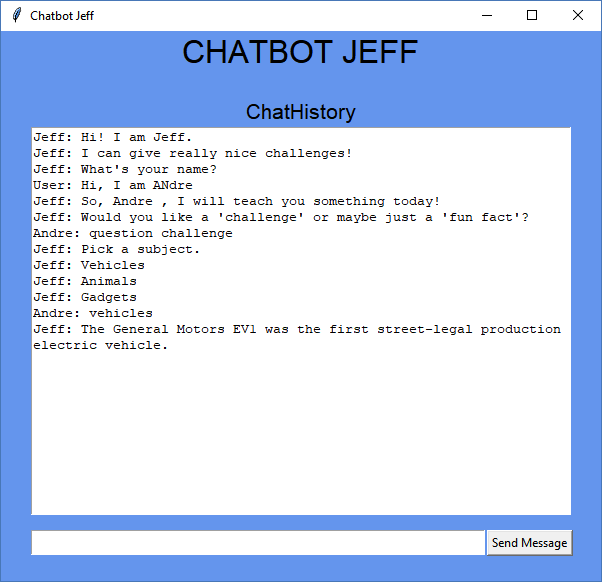 Chatbot Jeff
CHATBOT JEFF
ChatHistory
Jeff: Hi! I am Jeff.
Jeff: I can give really nice challenges!
Jeff: What's your name?
User: Hi, I am ANdre
Jeff: So, Andre , I will teach you something today!
Jeff: Would you like a 'challenge' or maybe just a 'fun fact'?
Andre: question challenge
Jeff: Pick a subject.
Jeff: Vehicles
Jeff: Animals
Jeff: Gadgets
Andre: vehicles
Jeff: The General Motors EV1 was the first street-legal production
electric vehicle.
Send Message